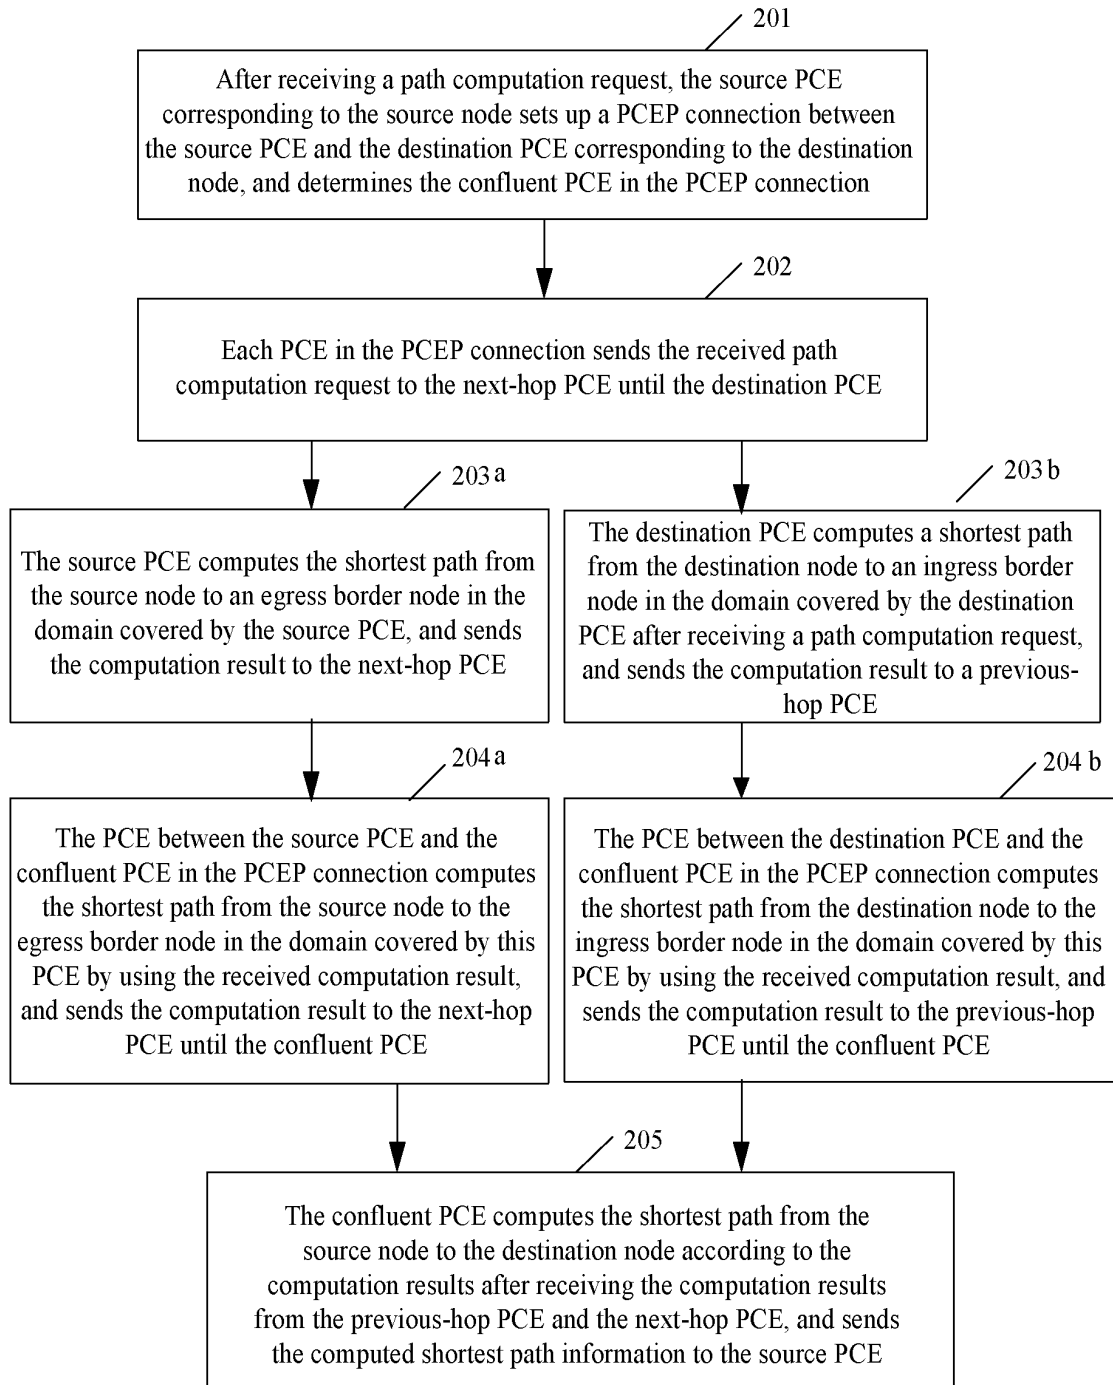 201
After receiving a path computation request, the source PCE
corresponding to the source node sets up a PCEP connection between
the source PCE and the destination PCE corresponding to the destination
node, and determines the confluent PCE in the PCEP connection
202
Each PCE in the PCEP connection sends the received path
computation request to the next-hop PCE until the destination PCE
203a
The source PCE computes the shortest path from
the source node to an egress border node in the
domain covered by the source PCE, and sends
the computation result to the next-hop PCE
203b
The destination PCE computes a shortest path
from the destination node to an ingress border
node in the domain covered by the destination
PCE after receiving a path computation request,
and sends the computation result to a previous-
hop PCE
204a
The PCE between the source PCE and the
confluent PCE in the PCEP connection computes
the shortest path from the source node to the
egress border node in the domain covered by this
PCE by using the received computation result,
and sends the computation result to the next-hop
PCE until the confluent PCE
204b
The PCE between the destination PCE and the
confluent PCE in the PCEP connection computes
the shortest path from the destination node to the
ingress border node in the domain covered by this
PCE by using the received computation result, and
sends the computation result to the previous-hop
PCE until the confluent PCE
205
The confluent PCE computes the shortest path from the
source node to the destination node according to the
computation results after receiving the computation results
from the previous-hop PCE and the next-hop PCE, and sends
the computed shortest path information to the source PCE